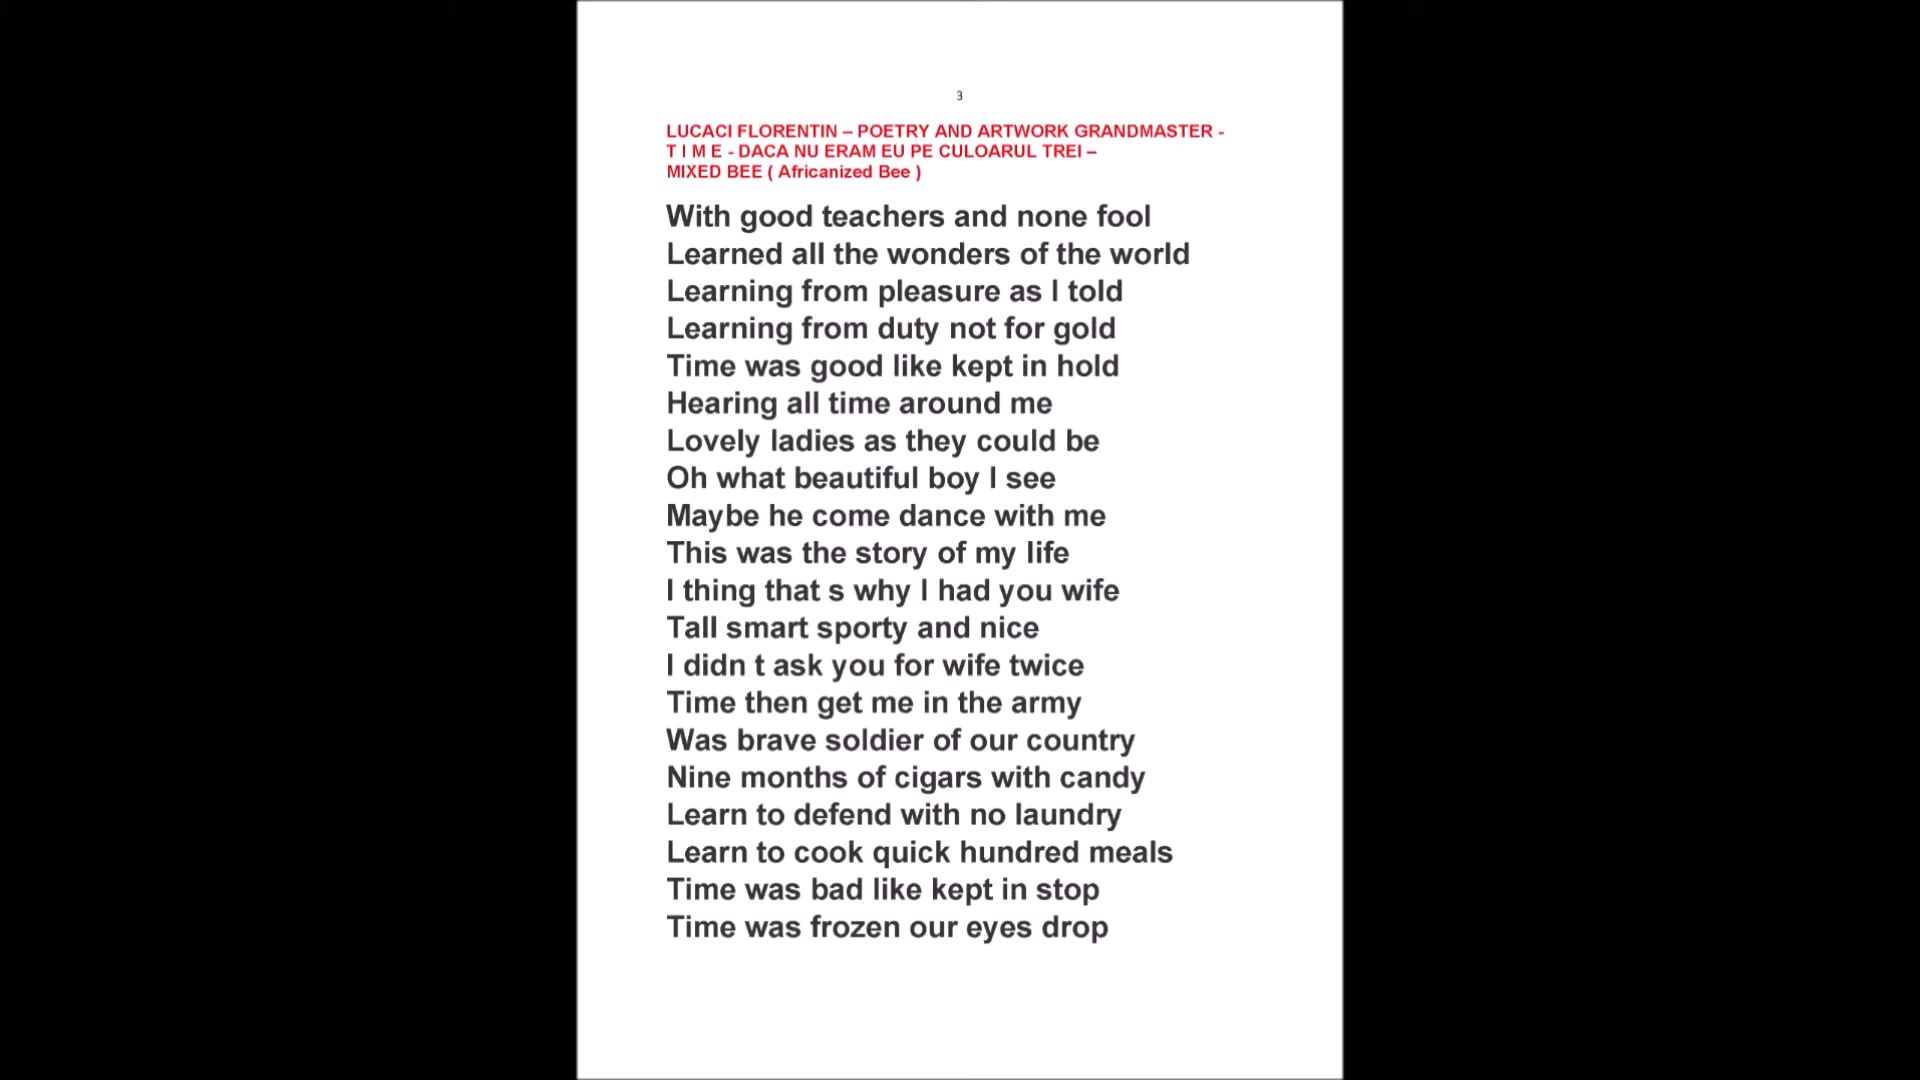 3
LUCACI FLORENTIN – POETRY AND ARTWORK GRANDMASTER -
T I M E - DACA NU ERAM EU PE CULOARUL TREI –
MIXED BEE ( Africanized Bee )
With good teachers and none fool
Learned all the wonders of the world
Learning from pleasure as I told
Learning from duty not for gold
Time was good like kept in hold
Hearing all time around me
Lovely ladies as they could be
Oh what beautiful boy I see
Maybe he come dance with me
This was the story of my life
I thing that s why I had you wife
Tall smart sporty and nice
I didn t ask you for wife twice
Time then get me in the army
Was brave soldier of our country
Nine months of cigars with candy
Learn to defend with no laundry
Learn to cook quick hundred meals
Time was bad like kept in stop
Time was frozen our eyes drop